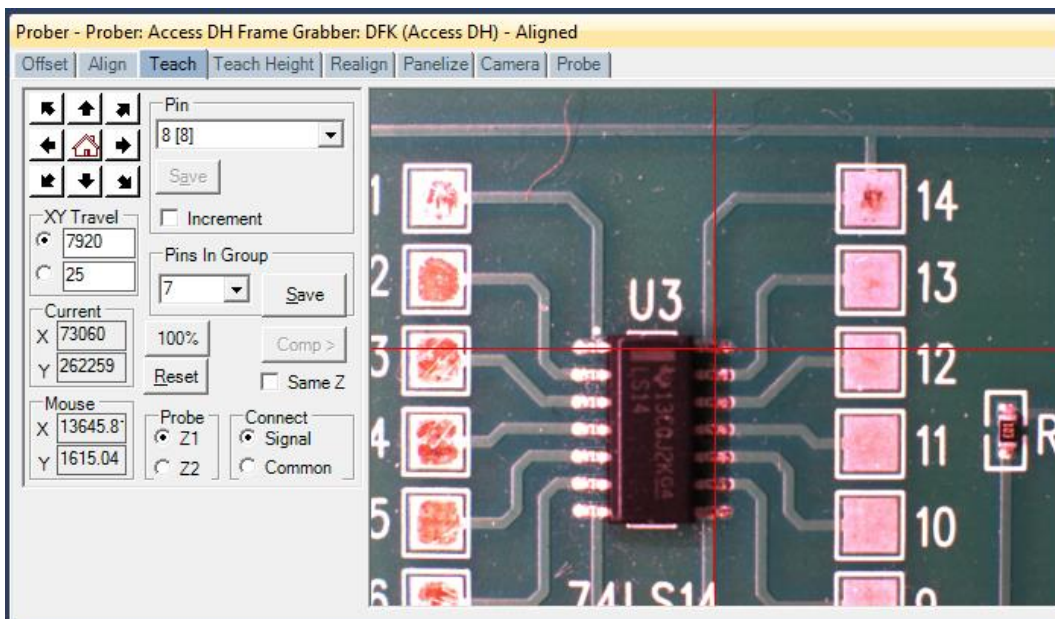 Prober - Prober: Access DH Frame Grabber: DFK (Access DH) - Aligned
Offset Align Teach Teach Height Realign Panelize Camera Probe
Pin
8 [8]
Save
Increment
XY Travel
7920
25
Pins In Group
7
Save
Current
X 73060
Y 262259
100%
Comp >
Reset
Same Z
Mouse
X 13645.8
Y 1615.04
Probe
Z1
Z2
Connect
Signal
Common
1
14
2
13
U3
3
12
LS14
4
11
R
5
10
6
9
74LS14